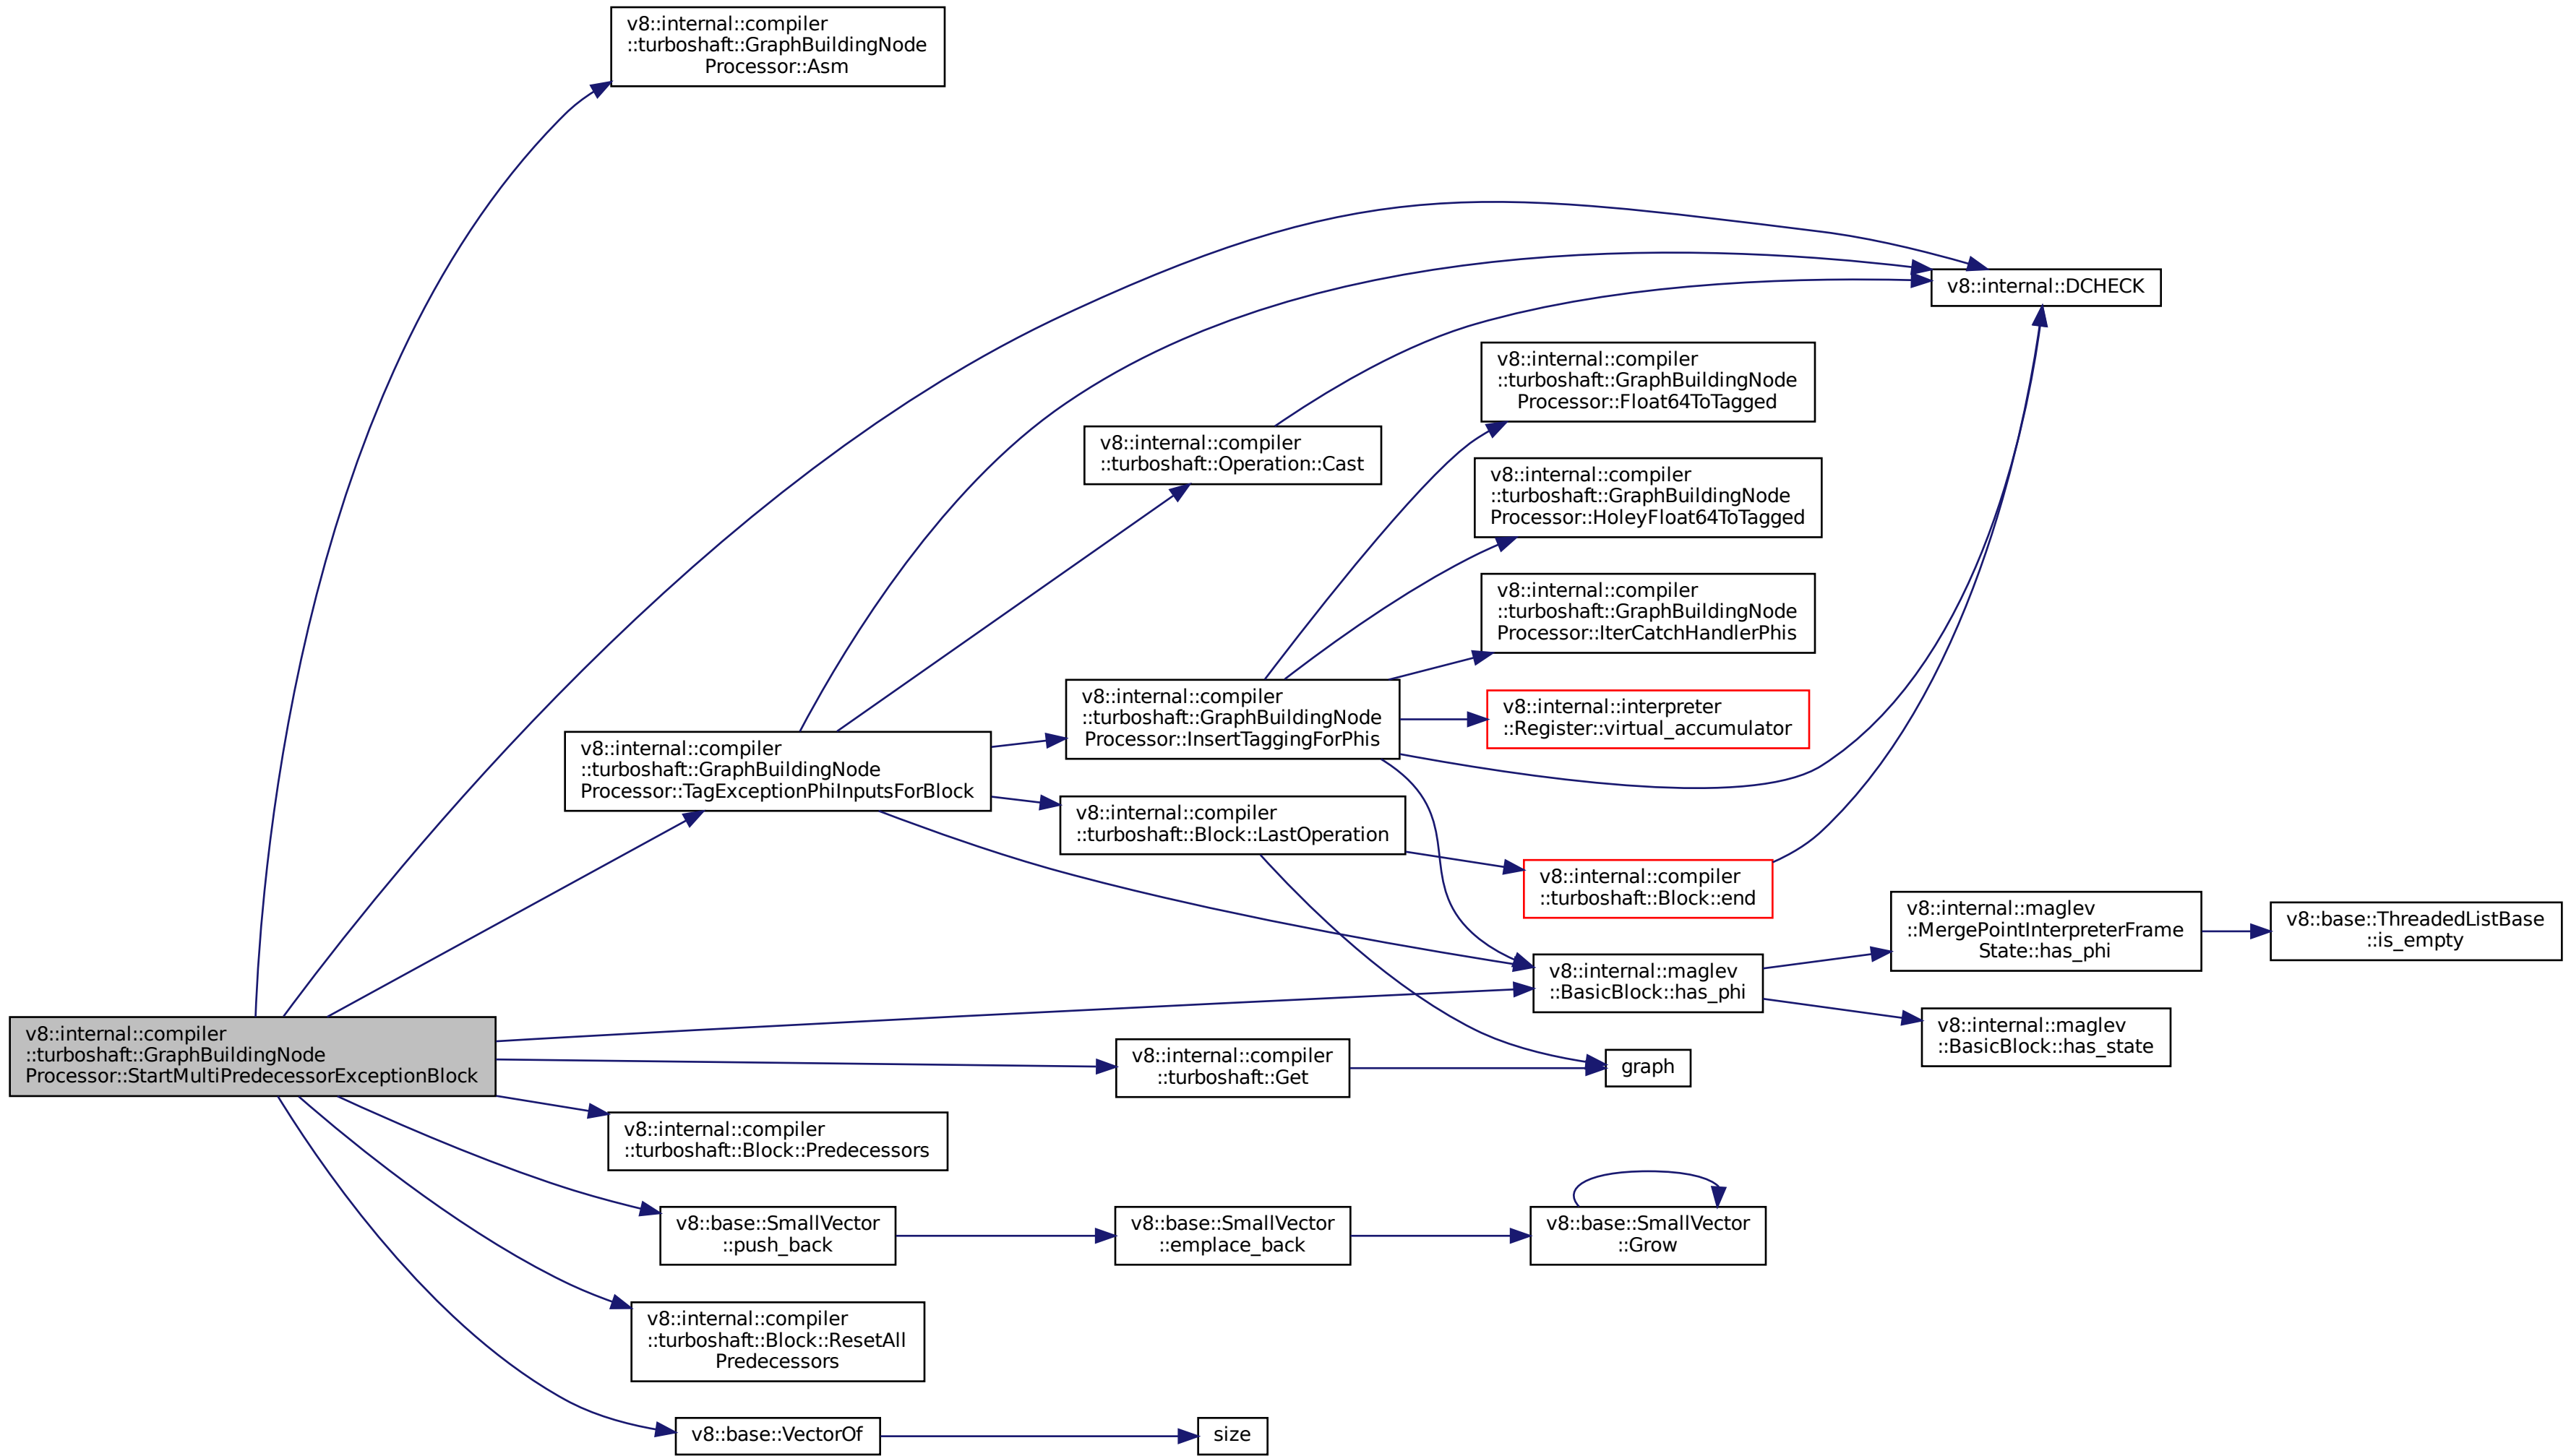 v8::internal::compiler
::turboshaft::GraphBuildingNode
Processor::Asm
v8::internal::DCHECK
v8::internal::compiler
::turboshaft::GraphBuildingNode
Processor::Float64ToTagged
v8::internal::compiler
::turboshaft::Operation::Cast
v8::internal::compiler
::turboshaft::GraphBuildingNode
Processor::HoleyFloat64ToTagged
v8::internal::compiler
::turboshaft::GraphBuildingNode
Processor::IterCatchHandlerPhis
v8::internal::compiler
::turboshaft::GraphBuildingNode
Processor::InsertTaggingForPhis
v8::internal::interpreter
::Register::virtual_accumulator
v8::internal::compiler
::turboshaft::GraphBuildingNode
Processor::TagExceptionPhiInputsForBlock
v8::internal::compiler
::turboshaft::Block::LastOperation
v8::internal::compiler
::turboshaft::Block::end
v8::internal::maglev
::MergePointInterpreterFrame
State::has_phi
v8::base::ThreadedListBase
::is_empty
v8::internal::maglev
::BasicBlock::has_phi
v8::internal::maglev
::BasicBlock::has_state
v8::internal::compiler
::turboshaft::GraphBuildingNode
Processor::StartMultiPredecessorExceptionBlock
v8::internal::compiler
::turboshaft::Get
graph
v8::internal::compiler
::turboshaft::Block::Predecessors
v8::base::SmallVector
::push_back
v8::base::SmallVector
::emplace_back
v8::base::SmallVector
::Grow
v8::internal::compiler
::turboshaft::Block::ResetAll
Predecessors
v8::base::VectorOf
size